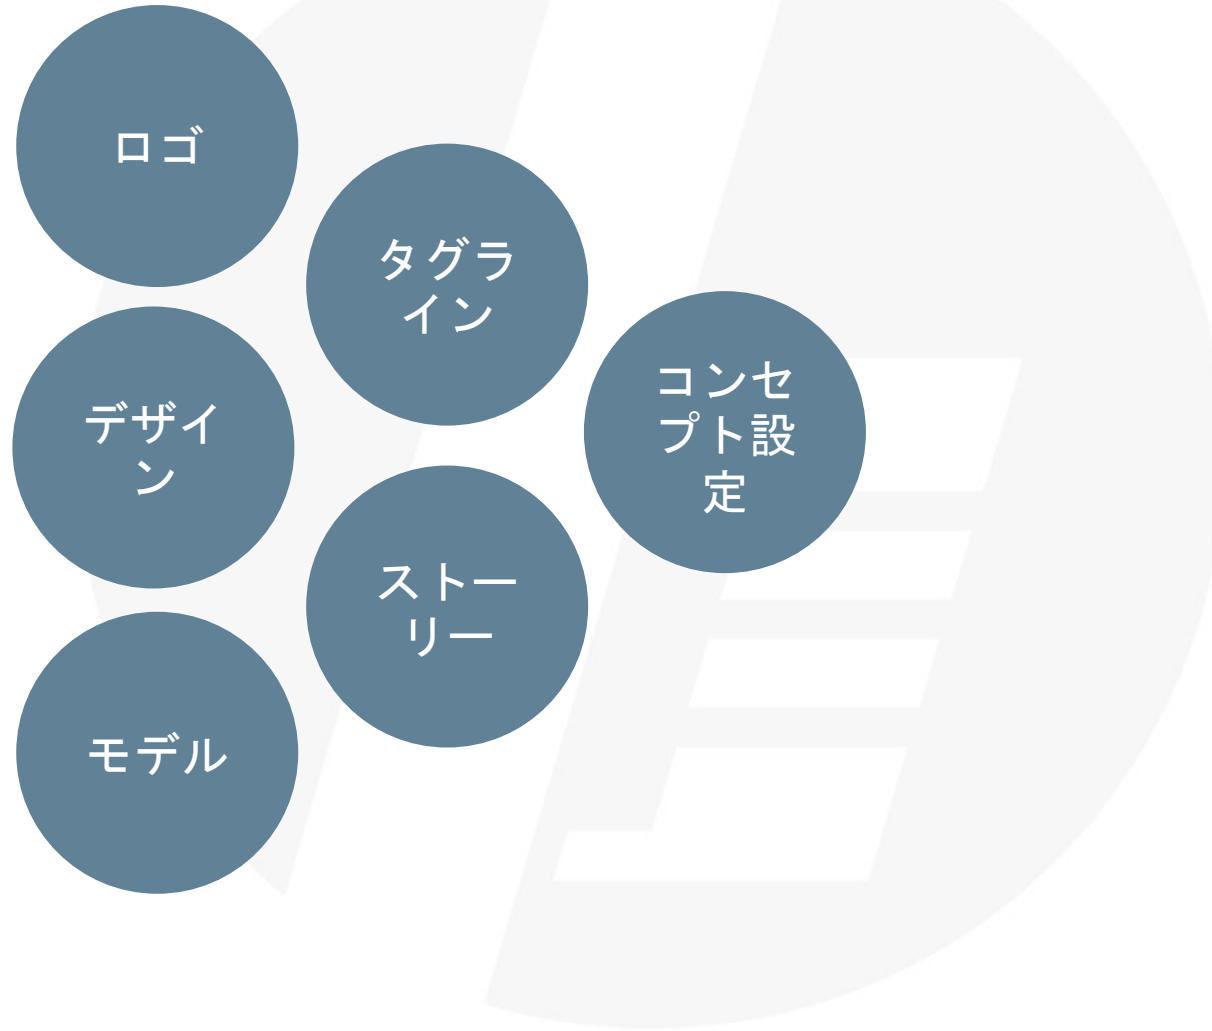 ロゴ
タグラ
イン
コンセ
プト設
定
デザイ
ン
ストー
リー
モデル